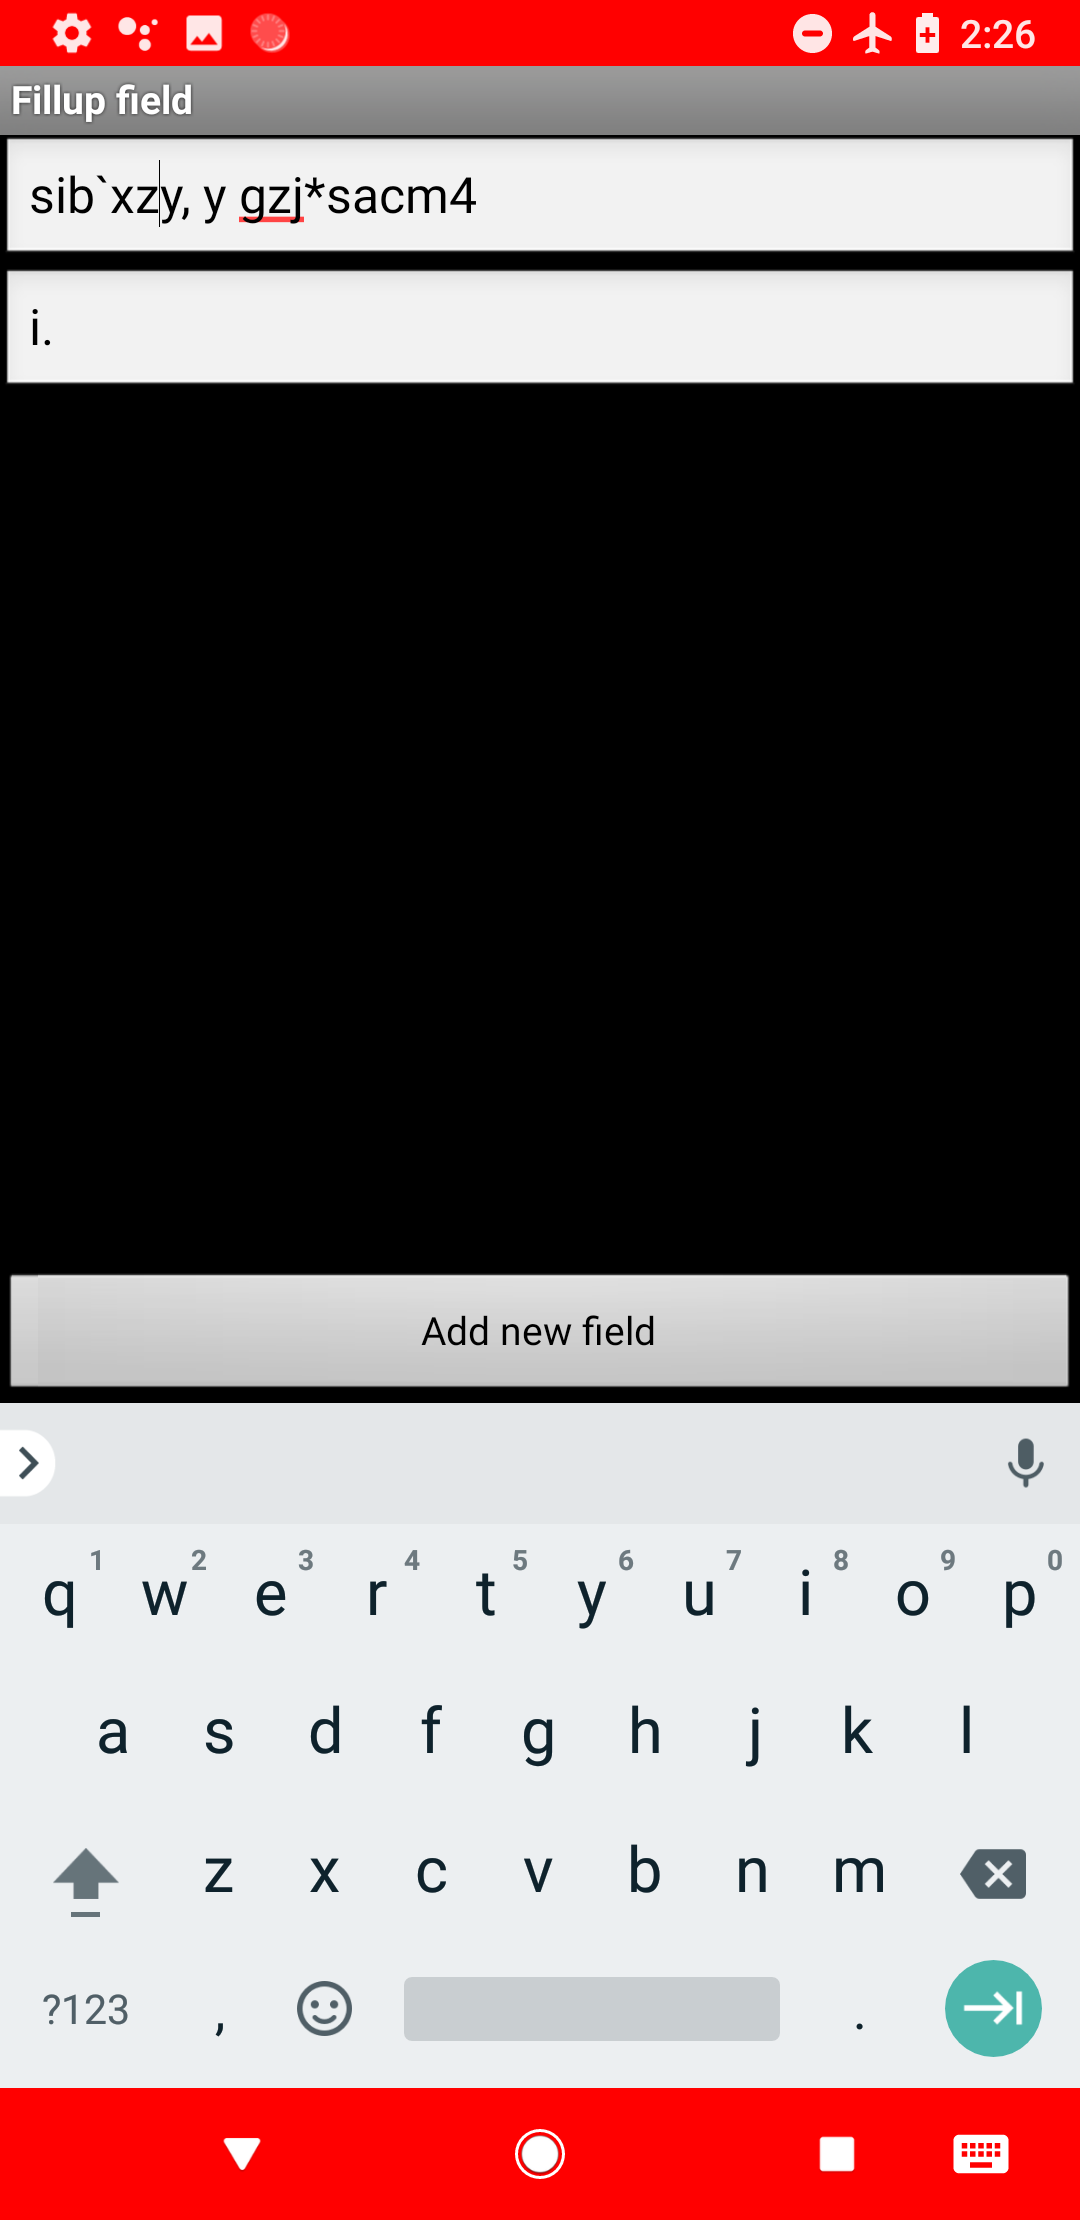 2:26
Fillup field
sib`xzy, y gzj*sacm4
i.
Add new field
1 2 3 4 5 6 7 8 9 0
q w e r t y u i o p
a s d f g h j k l
z x c v b n m
?123 , .